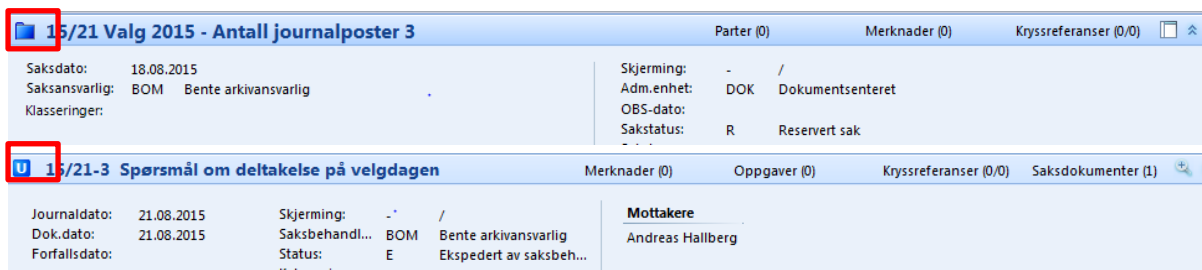 15/21 Valg 2015 - Antall journalposter 3 Parter (0) Merknader (0) Kryssreferanser (0/0)
Saksdato: 18.08.2015 Skjerming: - /
Saksansvarlig: BOM Bente arkivansvarlig Adm.enhet: DOK Dokumentsenteret
Klasseringer: OBS-dato:
Sakstatus: R Reservert sak
U 15/21-3 Spørsmål om deltakelse på velgdagen Merknader (0) Oppgaver (0) Kryssreferanser (0/0) Saksdokumenter (1)
Journaldato: 21.08.2015 Skjerming: - / Mottakere
Dok.dato: 21.08.2015 Saksbehandl... BOM Bente arkivansvarlig Andreas Hallberg
Forfallsdato: Status: E Ekspedert av saksbeh...